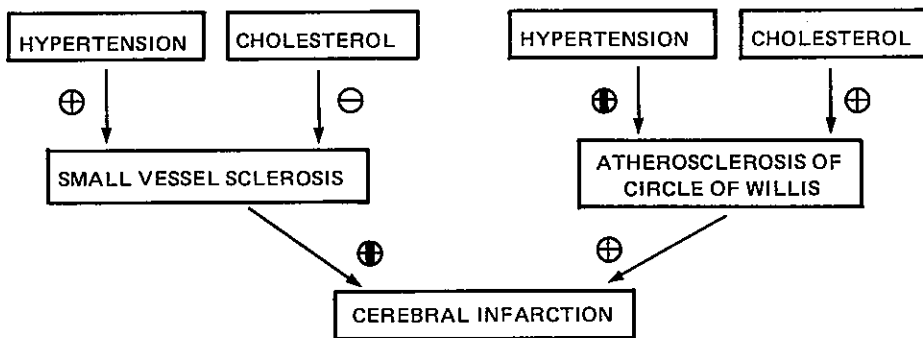 HYPERTENSION
CHOLESTEROL
HYPERTENSION
CHOLESTEROL
SMALL VESSEL SCLEROSIS
ATHEROSCLEROSIS OF
CIRCLE OF WILLIS
CEREBRAL INFARCTION